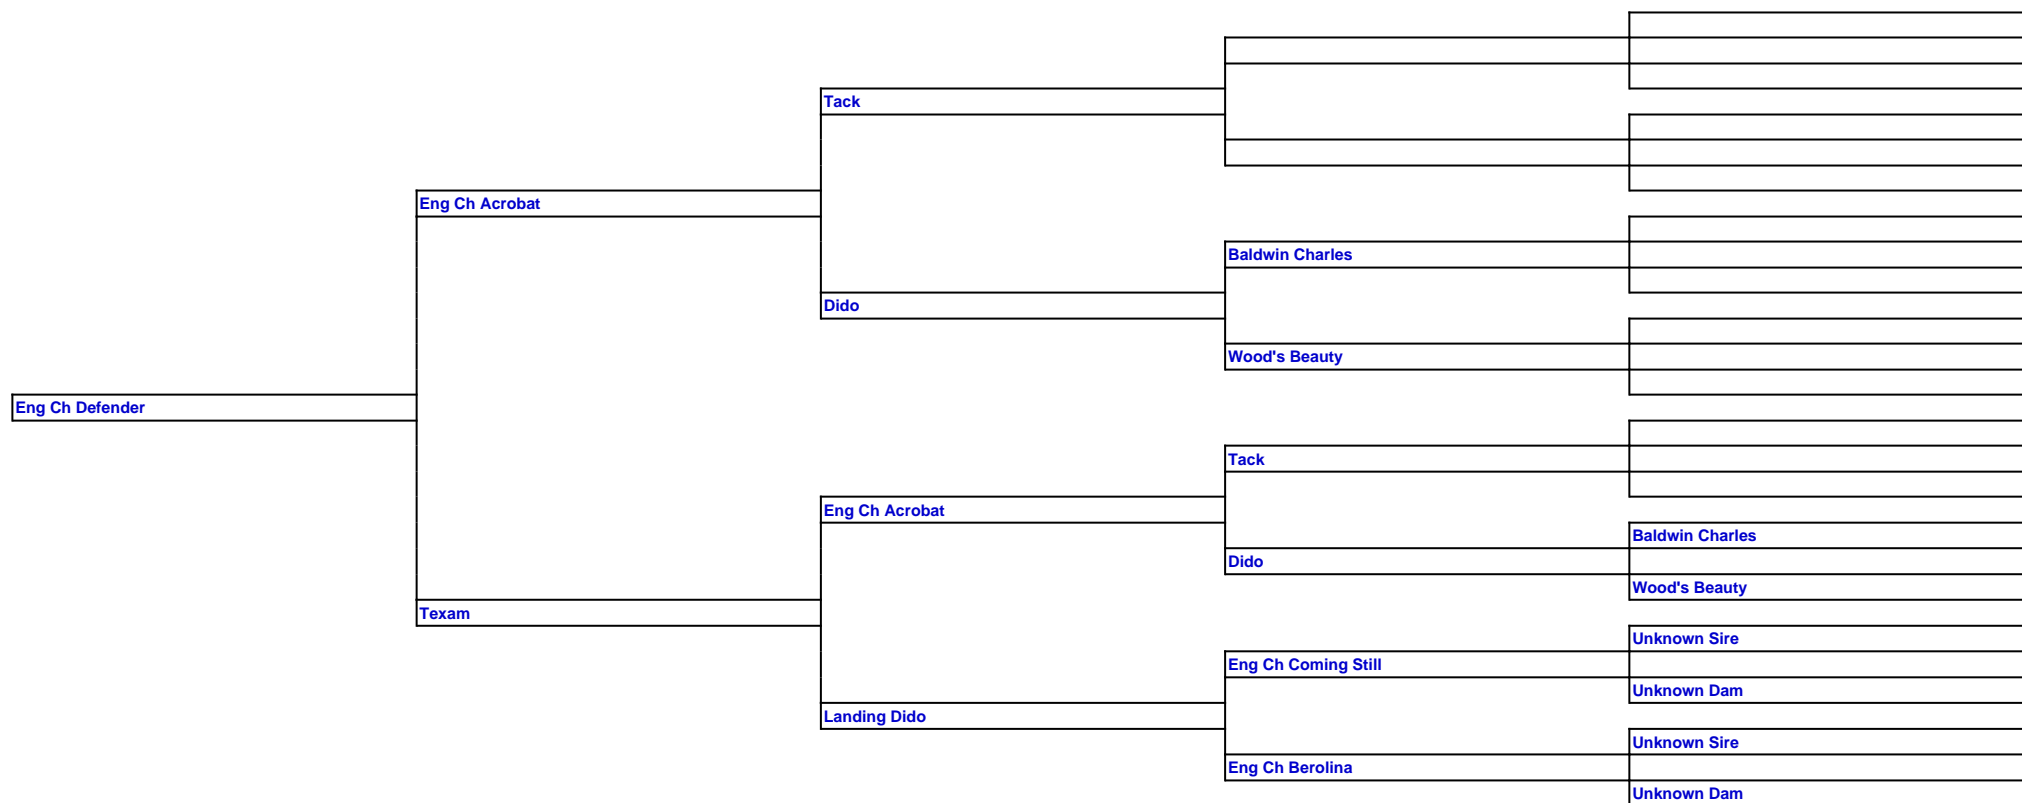 Tack
Eng Ch Acrobat
Baldwin Charles
Dido
Wood's Beauty
Eng Ch Defender
Tack
Eng Ch Acrobat
Baldwin Charles
Dido
Wood's Beauty
Texam
Unknown Sire
Eng Ch Coming Still
Unknown Dam
Landing Dido
Unknown Sire
Eng Ch Berolina
Unknown Dam